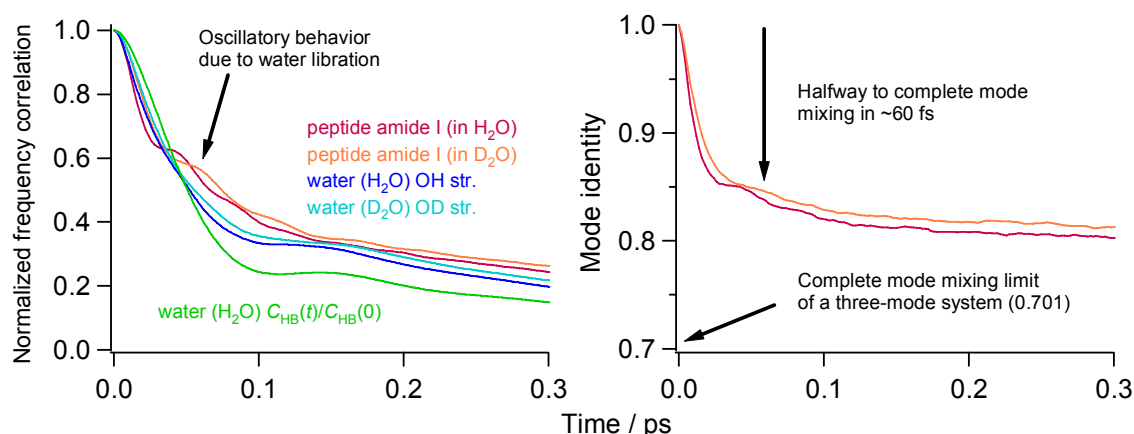 Normalized frequency correlation
1.0
0.8
0.6
0.4
0.2
0.0
Oscillatory behavior
due to water libration
peptide amide I (in H₂O)
peptide amide I (in D₂O)
water (H₂O) OH str.
water (D₂O) OD str.
water (H₂O) C_HB(t)/C_HB(0)
0.0
0.1
0.2
0.3
Mode identity
1.0
0.9
0.8
0.7
Halfway to complete mode
mixing in ~60 fs
Complete mode mixing limit
of a three-mode system (0.701)
0.0
0.1
0.2
0.3
Time / ps